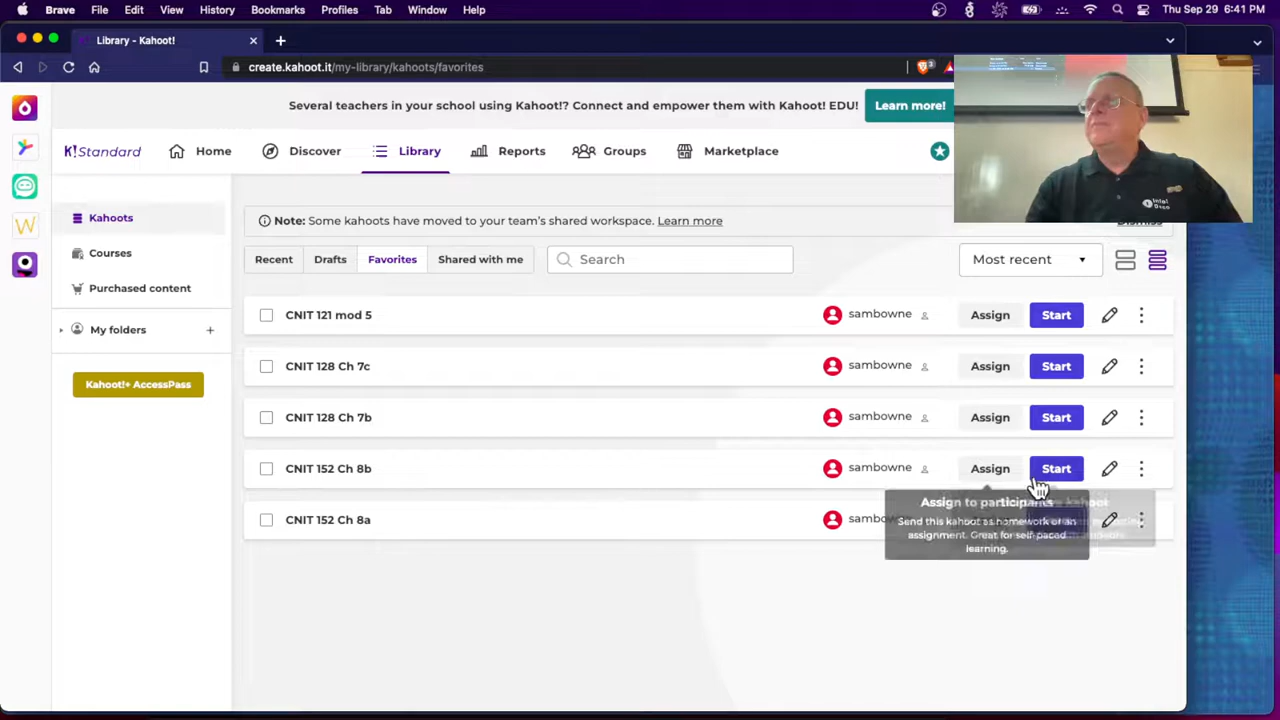 Brave File Edit View History Bookmarks Profiles Tab Window Help Thu Sep 29 6:41 PM
Library - Kahoot!
create.kahoot.it/my-library/kahoots/favorites
Several teachers in your school using Kahoot!? Connect and empower them with Kahoot! EDU! Learn more!
K!Standard Home Discover Library Reports Groups Marketplace
Kahoots
Courses
Purchased content
My folders
Kahoot!+ AccessPass
Note: Some kahoots have moved to your team's shared workspace. Learn more
Dismiss
Recent Drafts Favorites Shared with me Search Most recent
CNIT 121 mod 5 sambowne Assign Start
CNIT 128 Ch 7c sambowne Assign Start
CNIT 128 Ch 7b sambowne Assign Start
CNIT 152 Ch 8b sambowne Assign Start
CNIT 152 Ch 8a
Assign to participants
Send this kahoot as homework or an
assignment. Great for self-paced
learning.